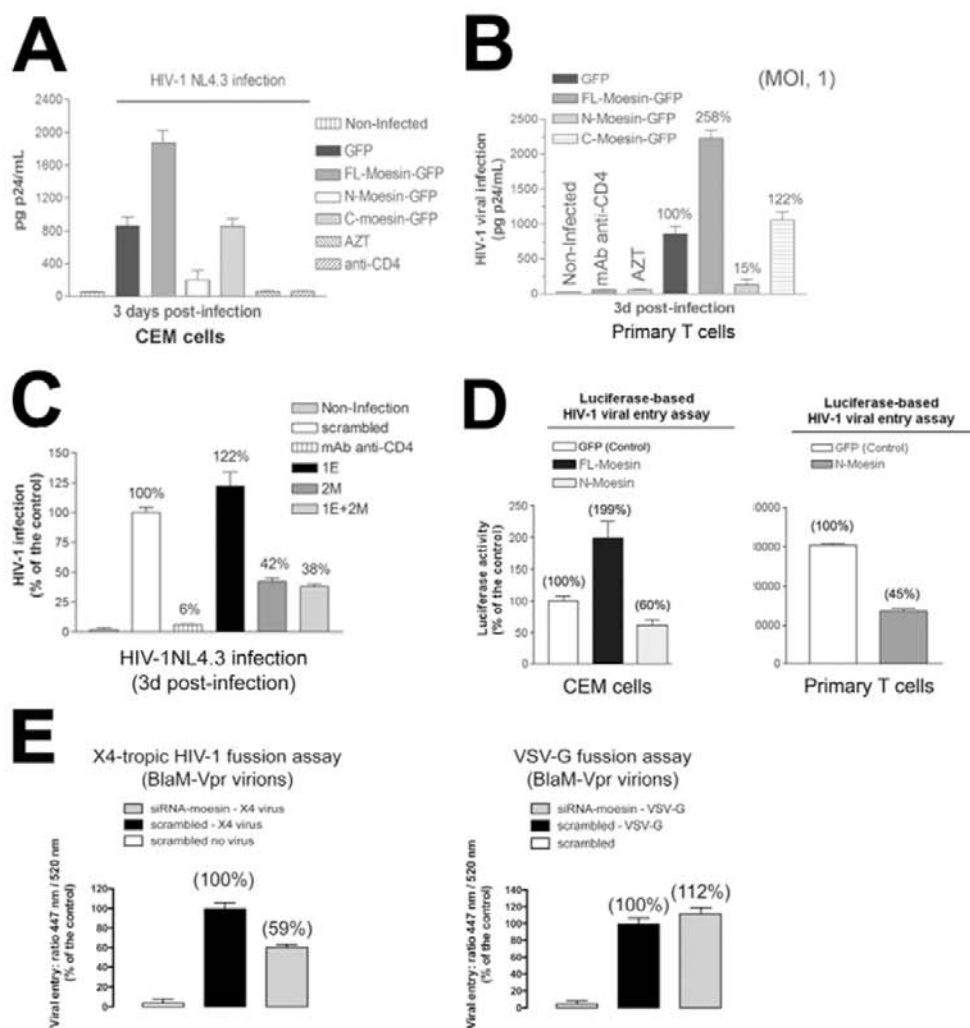 A
HIV-1 NL4.3 infection
pg p24/mL
2400
2000
1600
1200
800
400
0
Non-Infected
GFP
FL-Moesin-GFP
N-Moesin-GFP
C-moesin-GFP
AZT
anti-CD4
3 days post-infection
CEM cells
B
GFP
FL-Moesin-GFP
N-Moesin-GFP
C-Moesin-GFP
(MOI, 1)
HIV-1 viral infection
(pg p24/mL)
2500
2000
1500
1000
500
0
Non-Infected
mAb anti-CD4
AZT
100%
258%
15%
122%
3d post-infection
Primary T cells
C
Non-Infection
scrambled
mAb anti-CD4
1E
2M
1E+2M
HIV-1 infection
(% of the control)
125
100
75
50
25
0
100%
6%
122%
42%
38%
HIV-1NL4.3 infection
(3d post-infection)
D
Luciferase-based
HIV-1 viral entry assay
GFP (Control)
FL-Moesin
N-Moesin
Luciferase activity
(% of the control)
200
150
100
50
0
(100%)
(199%)
(60%)
CEM cells
Luciferase-based
HIV-1 viral entry assay
GFP (Control)
N-Moesin
(100%)
(45%)
0
Primary T cells
E
X4-tropic HIV-1 fussion assay
(BlaM-Vpr virions)
siRNA-moesin - X4 virus
scrambled - X4 virus
scrambled no virus
Viral entry: ratio 447 nm / 520 nm
(% of the control)
120
100
80
60
40
20
0
(100%)
(59%)
VSV-G fussion assay
(BlaM-Vpr virions)
siRNA-moesin - VSV-G
scrambled - VSV-G
scrambled
Viral entry: ratio 447 nm / 520 nm
(% of the control)
140
120
100
80
60
40
20
0
(100%)
(112%)